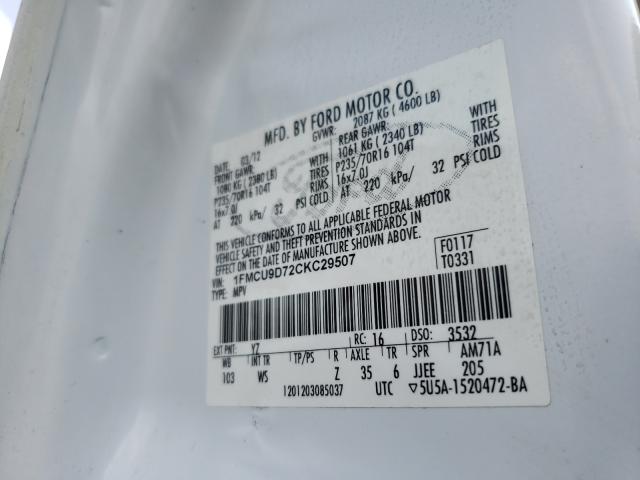 MFD. BY FORD MOTOR CO.
DATE: 03/12 GVWR: 2087 KG ( 4600 LB)
FRONT GAWR: REAR GAWR: WITH
1080 KG ( 2380 LB) 1061 KG ( 2340 LB) TIRES
P235/70R16 104T TIRES P235/70R16 104T RIMS
16x7.0J RIMS 16x7.0J
AT 220 kPa/ 32 PSI COLD AT 220 kPa/ 32 PSI COLD
THIS VEHICLE CONFORMS TO ALL APPLICABLE FEDERAL MOTOR
VEHICLE SAFETY AND THEFT PREVENTION STANDARDS IN
EFFECT ON THE DATE OF MANUFACTURE SHOWN ABOVE.
VIN: 1FMCU9D72CKC29507 F0117
TYPE: MPV T0331
EXT PNT: YZ RC: 16 DSO: 3532
WB INT TR TP/PS R AXLE TR SPR AM71A
103 WS Z 35 6 JJEE 205
1201203085037 UTC ▽5U5A-1520472-BA